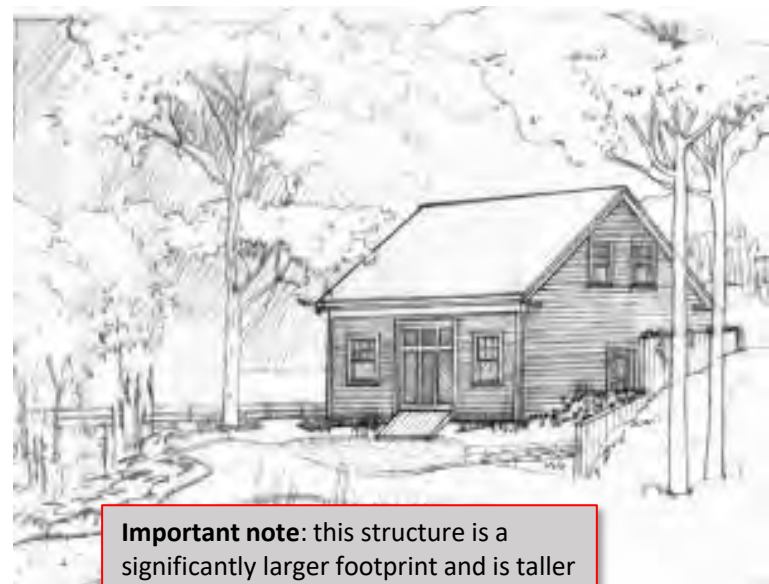 Important note: this structure is a
significantly larger footprint and is taller